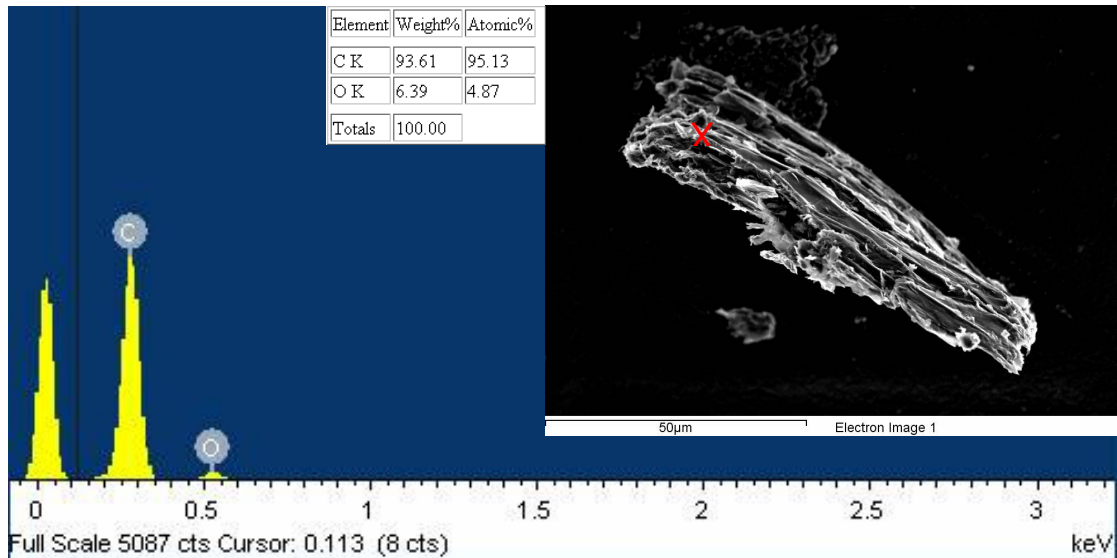 Element Weight% Atomic%
C K 93.61 95.13
O K 6.39 4.87
Totals 100.00
X
C
O
50µm Electron Image 1
0 0.5 1 1.5 2 2.5 3
Full Scale 5087 cts Cursor: 0.113 (8 cts) keV